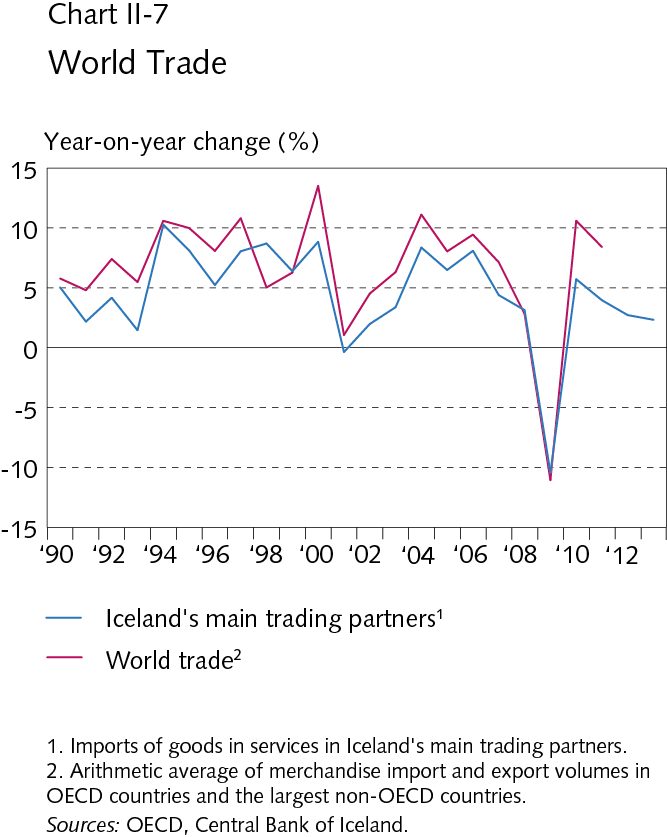 Chart II-7
World Trade
Year-on-year change (%)
15
10
5
0
-5
-10
-15
‘90 ‘92 ‘94 ‘96 ‘98 ‘00 ‘02 ‘04 ‘06 ‘08 ‘10 ‘12
Iceland's main trading partners¹
World trade²
1. Imports of goods in services in Iceland's main trading partners.
2. Arithmetic average of merchandise import and export volumes in
OECD countries and the largest non-OECD countries.
Sources: OECD, Central Bank of Iceland.